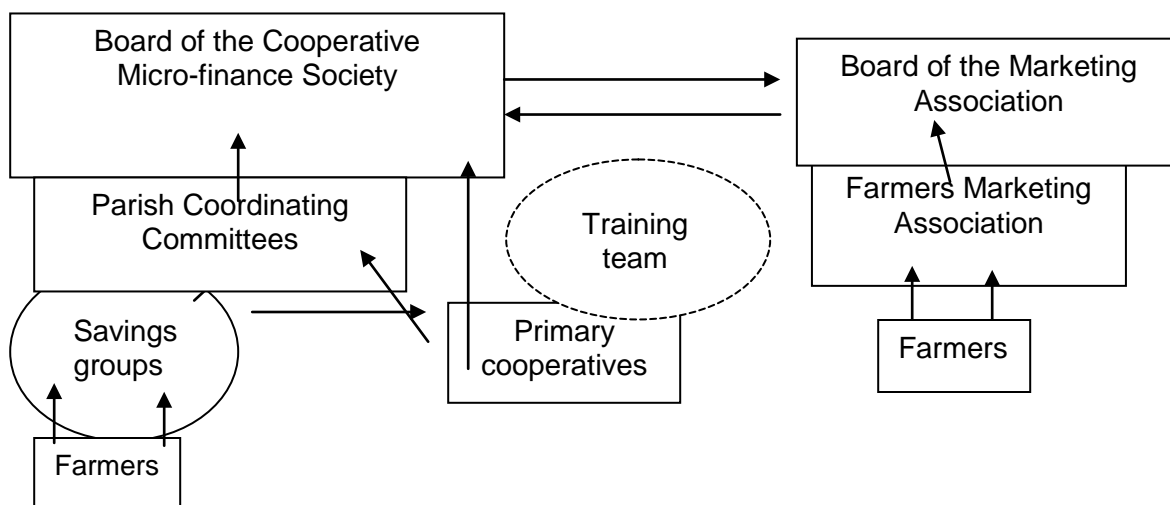 Board of the Cooperative
Micro-finance Society
Board of the Marketing
Association
Parish Coordinating
Committees
Training
team
Farmers Marketing
Association
Savings
groups
Primary
cooperatives
Farmers
Farmers